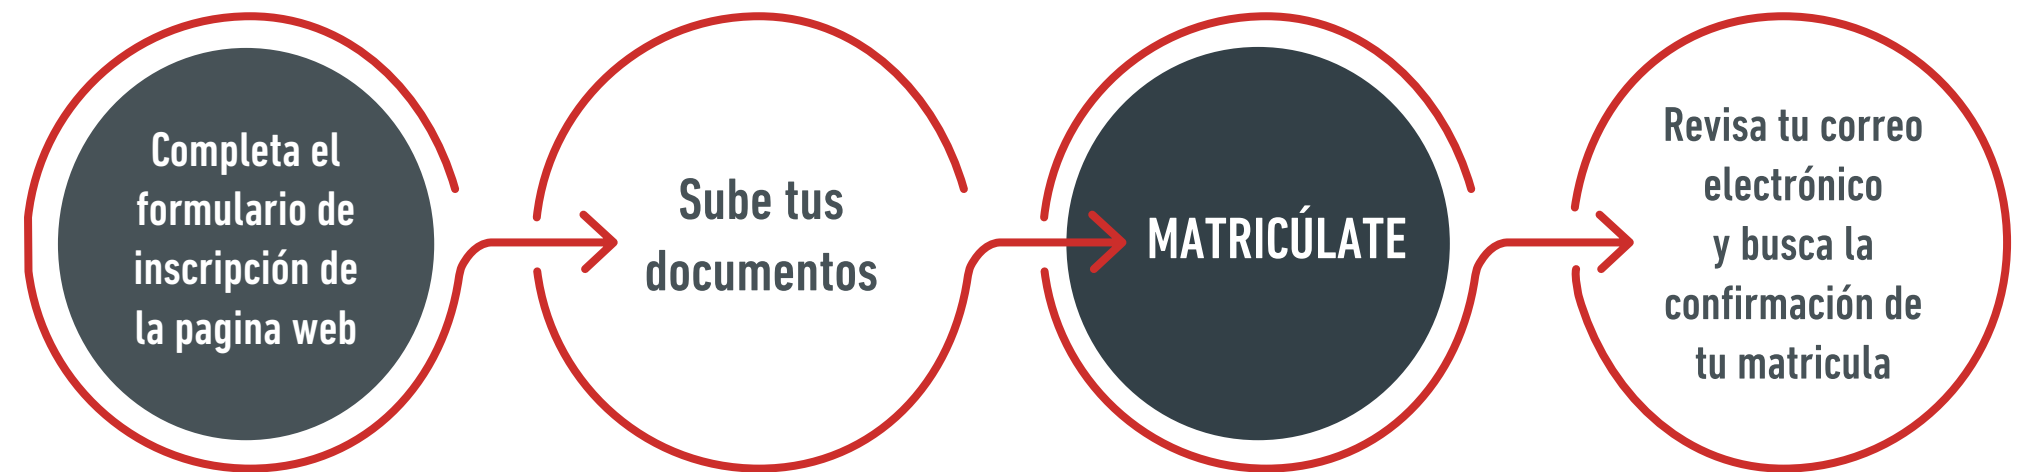 Completa el
formulario de
inscripción de
la pagina web
Sube tus
documentos
MATRICÚLATE
Revisa tu correo
electrónico
y busca la
confirmación de
tu matricula